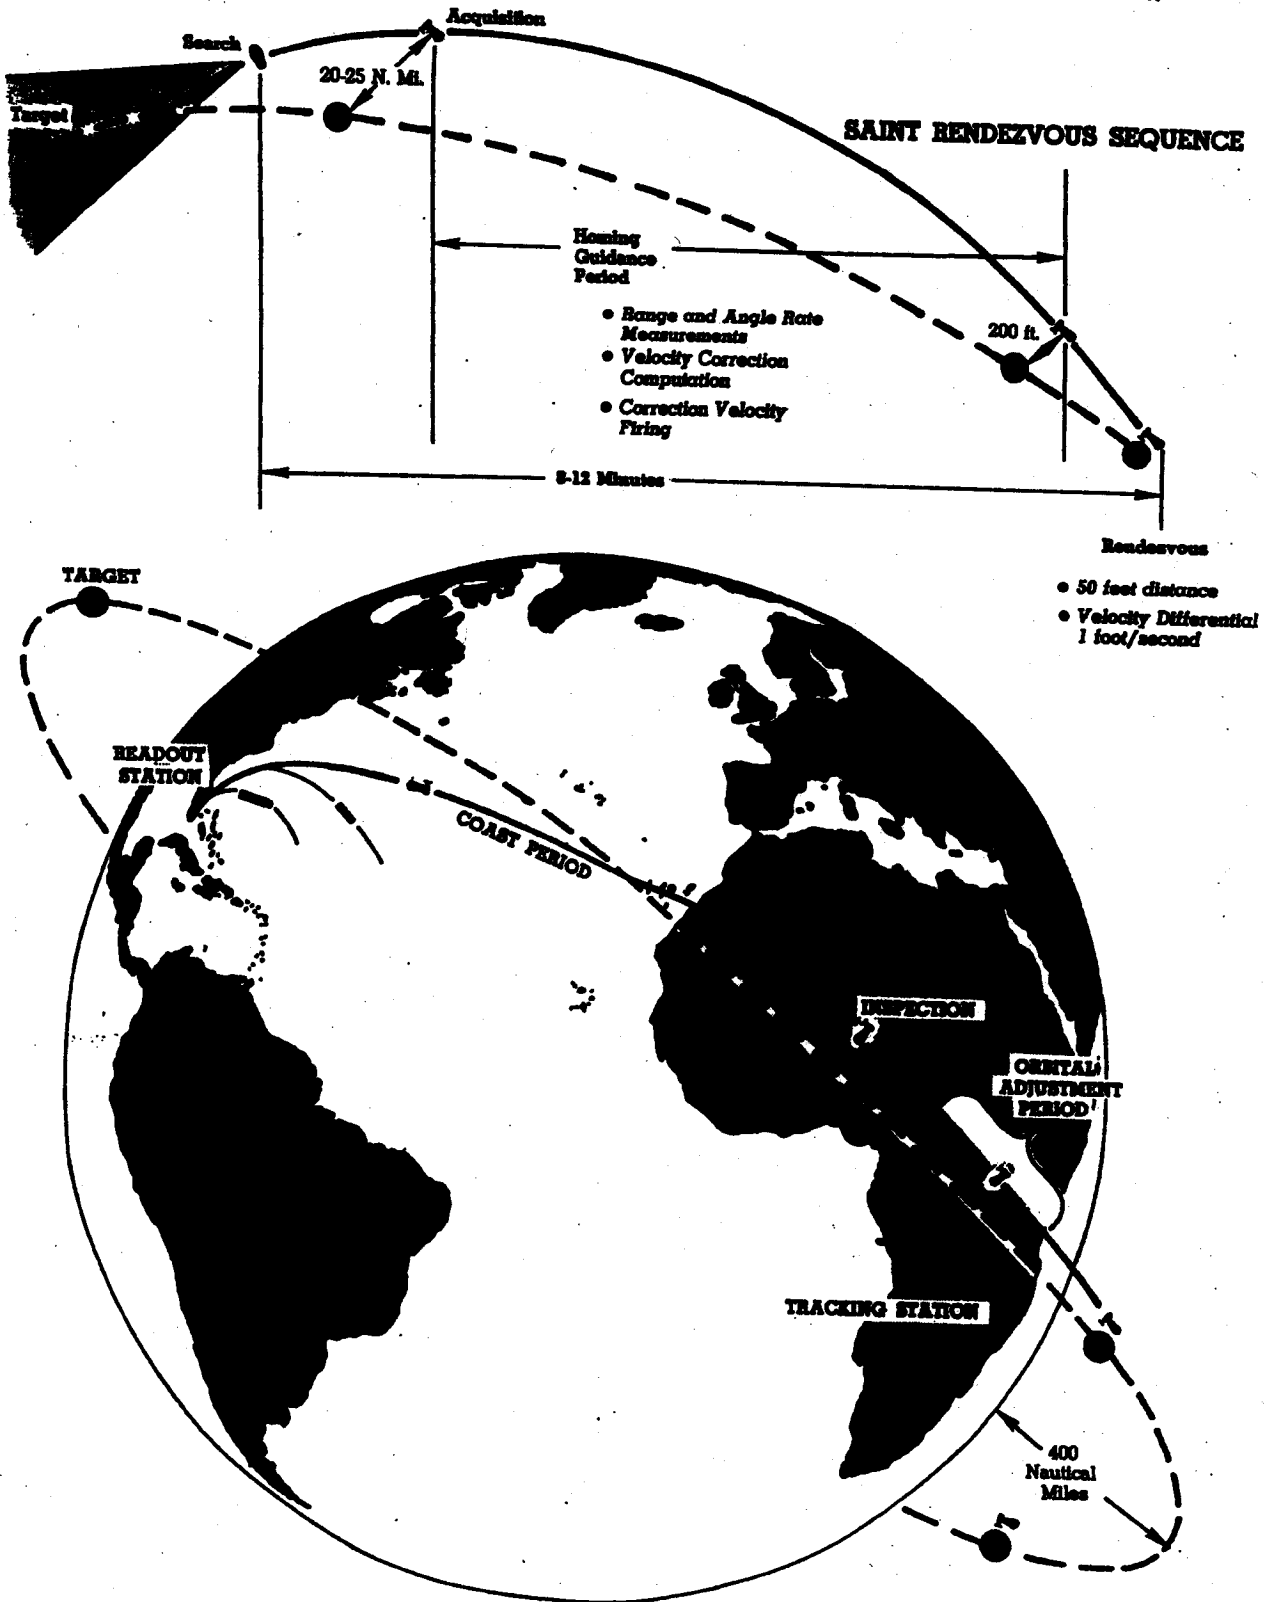 Acquisition
Search
20-25 N. Mi.
Target
SAINT RENDEZVOUS SEQUENCE
Homing
Guidance
Period
• Range and Angle Rate
Measurements
• Velocity Correction
Computation
• Correction Velocity
Firing
200 ft.
8-12 Minutes
Rendezvous
• 50 feet distance
• Velocity Differential
1 foot/second
TARGET
READOUT
STATION
COAST PERIOD
INSPECTION
ORBITAL
ADJUSTMENT
PERIOD
TRACKING STATION
400
Nautical
Miles